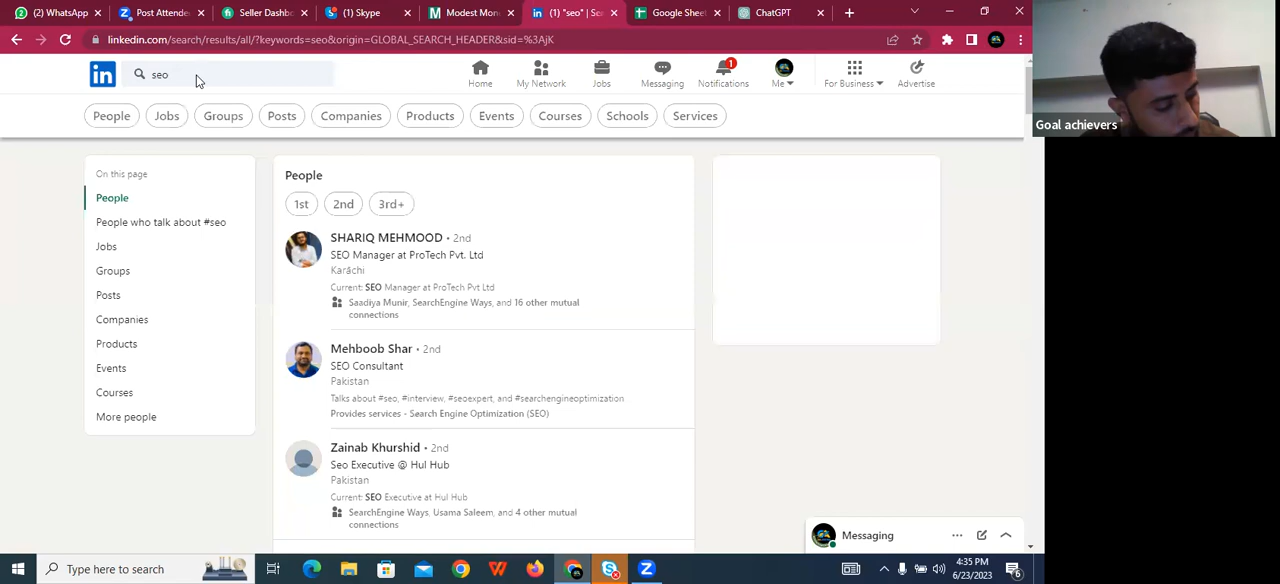 (2) WhatsApp
Post Attende
Seller Dashb
(1) Skype
Modest Mon
("seo" | Se
Google Shee
ChatGPT
linkedin.com/search/results/all/?keywords=seo&origin=GLOBAL_SEARCH_HEADER&sid=%3AjK
in
seo
Home
My Network
Jobs
Messaging
1
Notifications
Me
For Business
Advertise
People
Jobs
Groups
Posts
Companies
Products
Events
Courses
Schools
Services
On this page
People
People who talk about #seo
Jobs
Groups
Posts
Companies
Products
Events
Courses
More people
People
1st
2nd
3rd+
SHARIQ MEHMOOD • 2nd
SEO Manager at ProTech Pvt. Ltd
Karāchi
Current: SEO Manager at ProTech Pvt Ltd
Saadiya Munir, SearchEngine Ways, and 16 other mutual
connections
Mehboob Shar • 2nd
SEO Consultant
Pakistan
Talks about #seo, #interview, #seoexpert, and #searchengineoptimization
Provides services - Search Engine Optimization (SEO)
Zainab Khurshid • 2nd
Seo Executive @ Hul Hub
Pakistan
Current: SEO Executive at Hul Hub
SearchEngine Ways, Usama Saleem, and 4 other mutual
connections
Messaging
Goal achievers
Type here to search
4:35 PM
6/23/2023
6